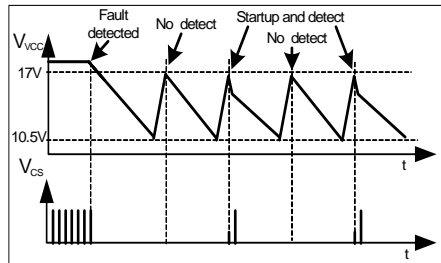 Fault
detected
No detect
Startup and detect
No detect
VVCC
17V
10.5V
t
VCS
t